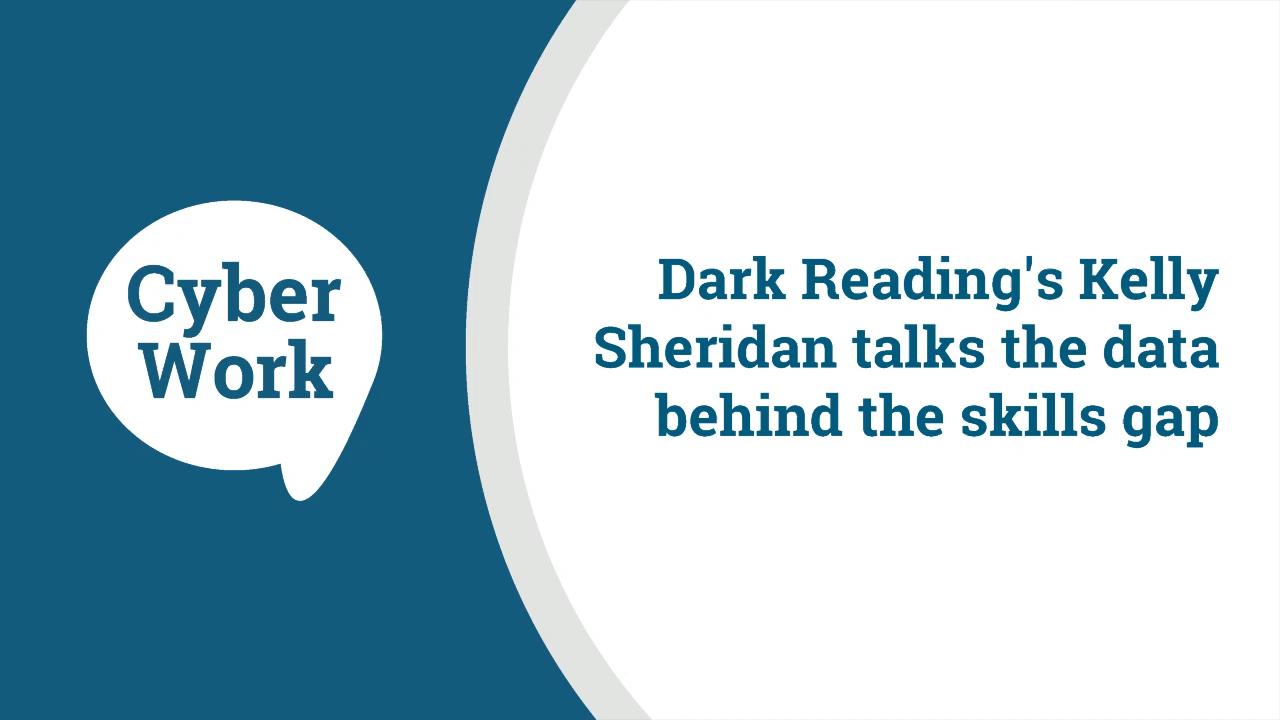 Cyber
Work
Dark Reading's Kelly
Sheridan talks the data
behind the skills gap